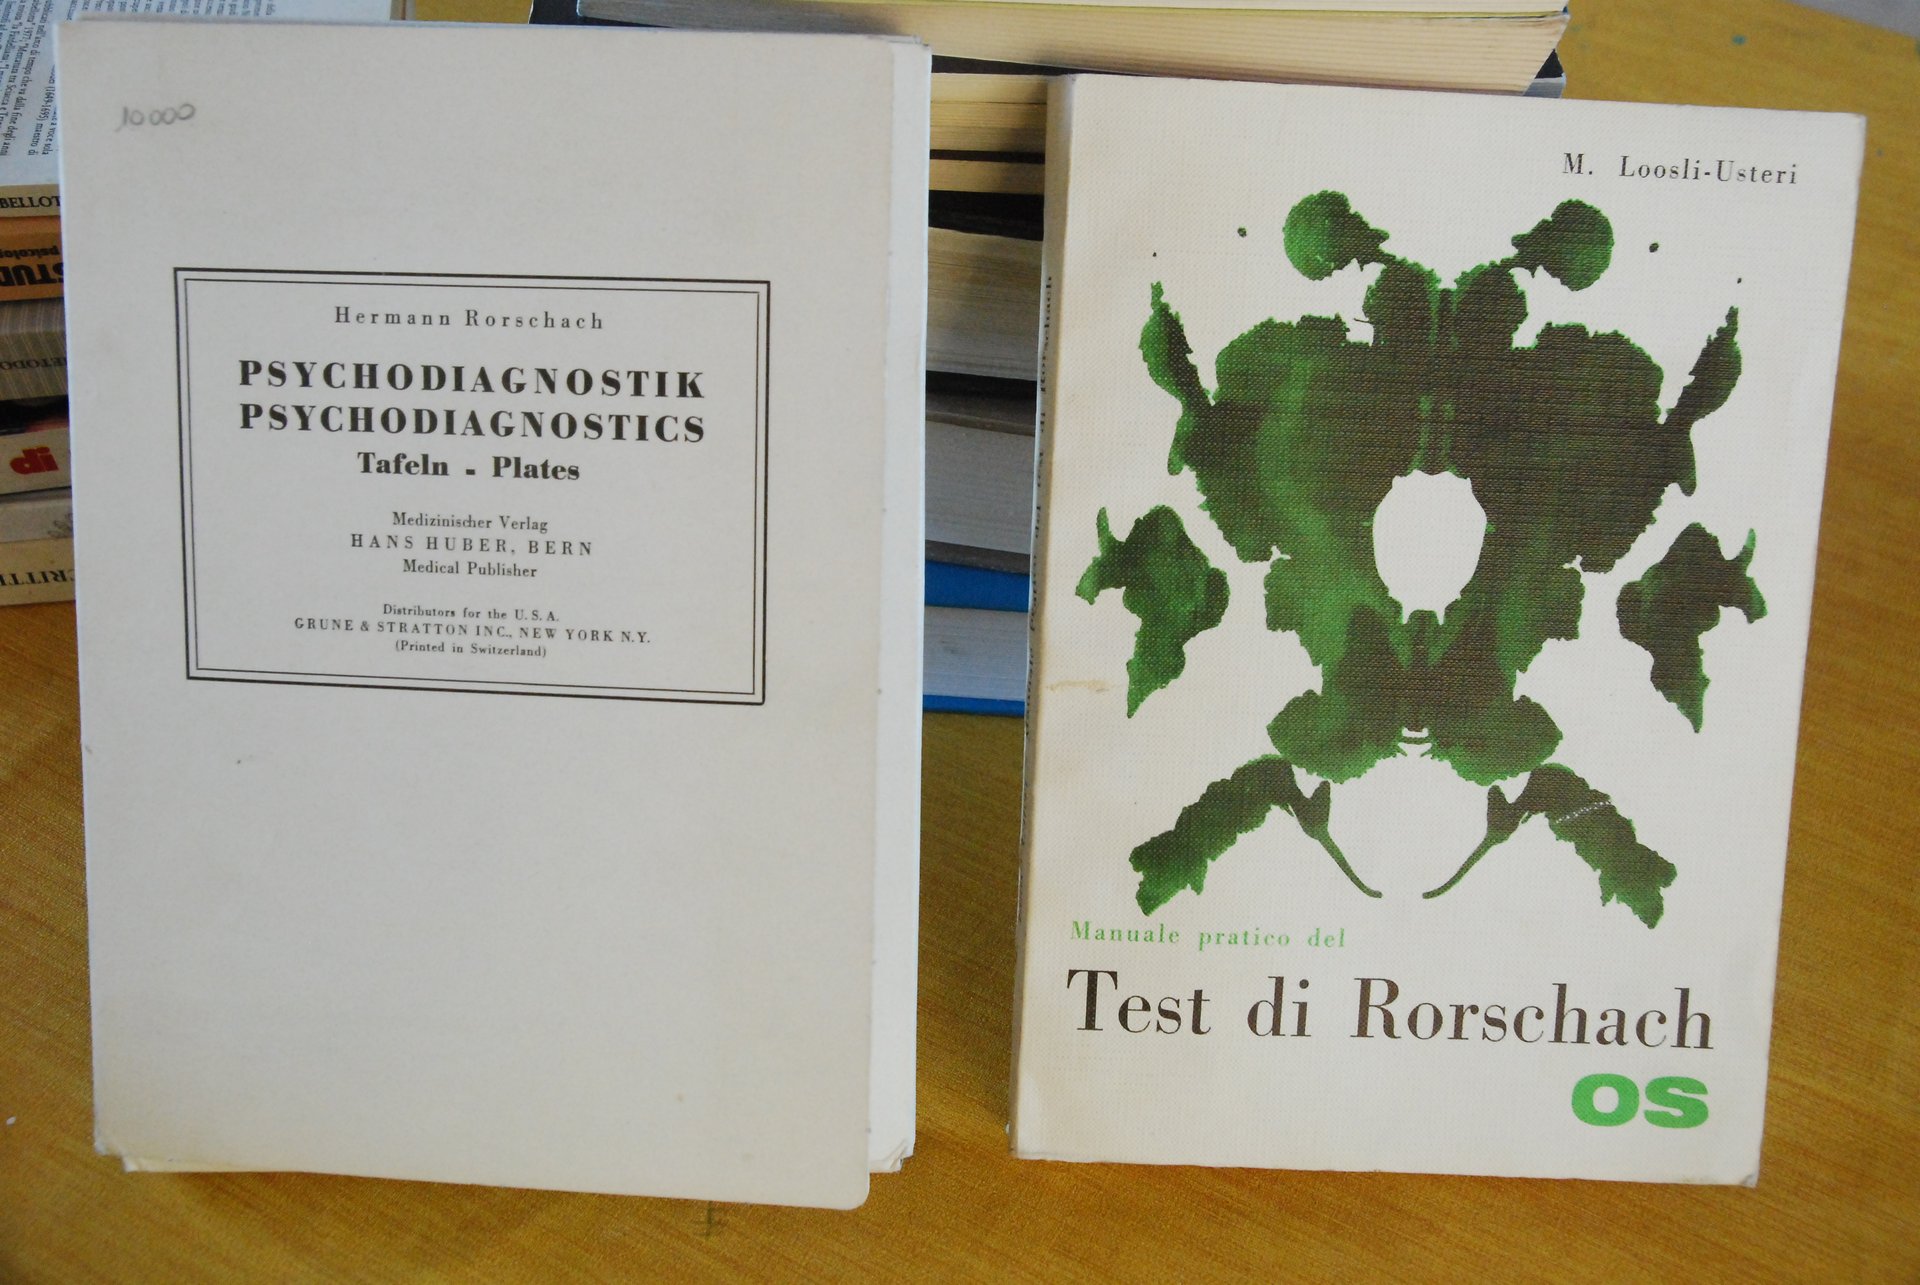 10000
Hermann Rorschach
PSYCHODIAGNOSTIK
PSYCHODIAGNOSTICS
Tafeln - Plates
Medizinischer Verlag
HANS HUBER, BERN
Medical Publisher
Distributors for the U.S.A.
GRUNE & STRATTON INC., NEW YORK N.Y.
(Printed in Switzerland)
M. Loosli-Usteri
Manuale pratico del
Test di Rorschach
OS
di